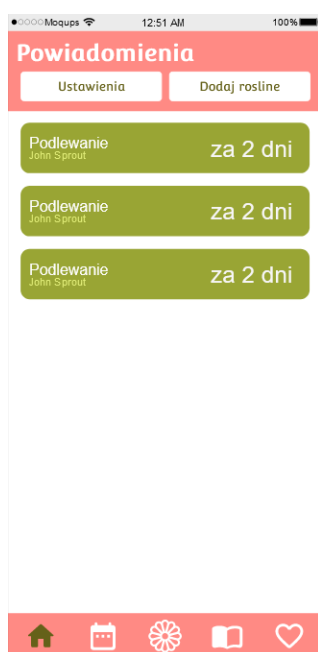 Moqups 12:51 AM 100%
Powiadomienia
Ustawienia Dodaj rosline
Podlewanie
John Sprout
za 2 dni
Podlewanie
John Sprout
za 2 dni
Podlewanie
John Sprout
za 2 dni